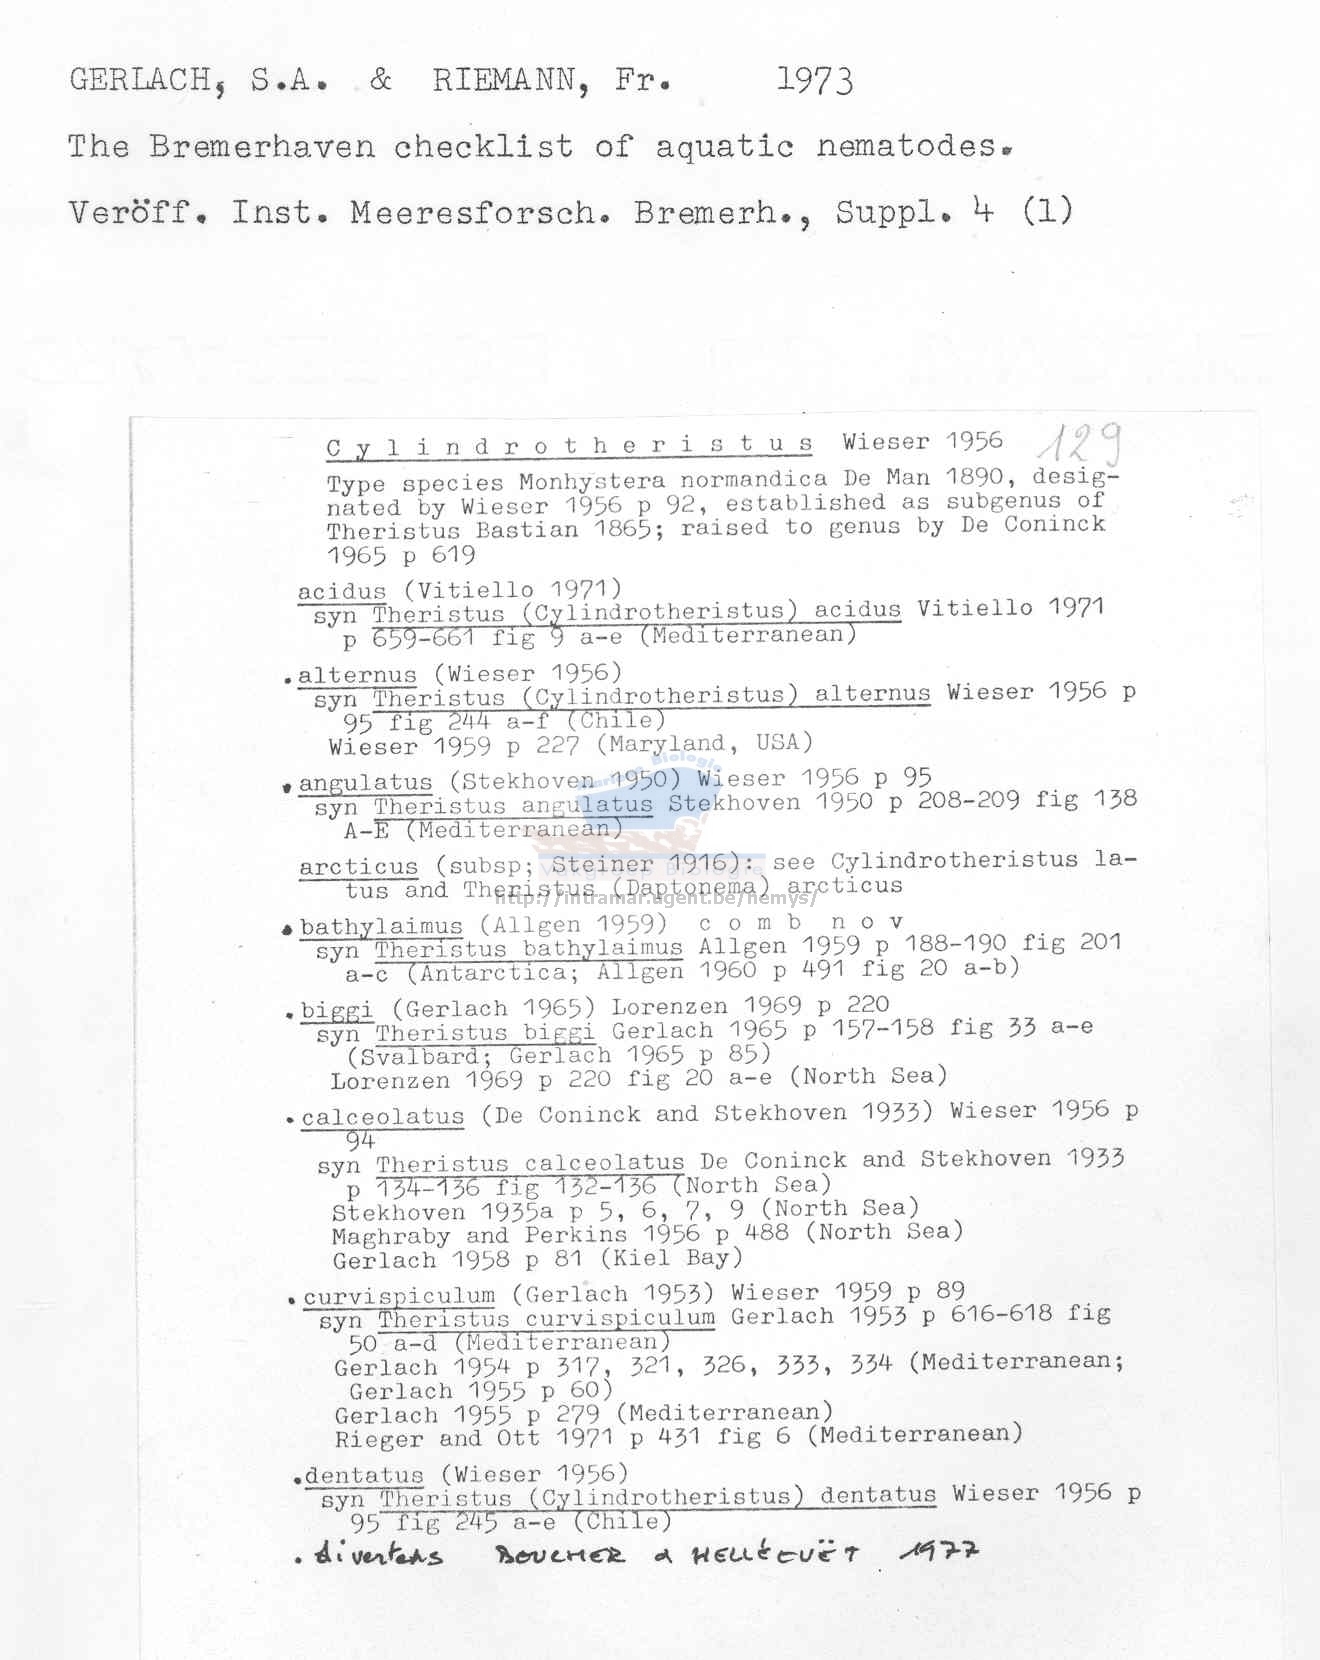 GERLACH, S.A. & RIEMANN, Fr. 1973
The Bremerhaven checklist of aquatic nematodes.
Veröff. Inst. Meeresforsch. Bremerh., Suppl. 4 (1)
Cylindrotheristus Wieser 1956 129
Type species Monhystera normandica De Man 1890, desig-
nated by Wieser 1956 p 92, established as subgenus of
Theristus Bastian 1865; raised to genus by De Coninck
1965 p 619
acidus (Vitiello 1971)
syn Theristus (Cylindrotheristus) acidus Vitiello 1971
p 659-661 fig 9 a-e (Mediterranean)
.alternus (Wieser 1956)
syn Theristus (Cylindrotheristus) alternus Wieser 1956 p
95 fig 244 a-f (Chile)
Wieser 1959 p 227 (Maryland, USA)
.angulatus (Stekhoven 1950) Wieser 1956 p 95
syn Theristus angulatus Stekhoven 1950 p 208-209 fig 138
A-E (Mediterranean)
arcticus (subsp; Steiner 1916): see Cylindrotheristus la-
tus and Theristus (Daptonema) arcticus
http://intramar.ugent.be/nemys/
.bathylaimus (Allgen 1959) c o m b n o v
syn Theristus bathylaimus Allgen 1959 p 188-190 fig 201
a-c (Antarctica; Allgen 1960 p 491 fig 20 a-b)
.biggi (Gerlach 1965) Lorenzen 1969 p 220
syn Theristus biggi Gerlach 1965 p 157-158 fig 33 a-e
(Svalbard; Gerlach 1965 p 85)
Lorenzen 1969 p 220 fig 20 a-e (North Sea)
.calceolatus (De Coninck and Stekhoven 1933) Wieser 1956 p
94
syn Theristus calceolatus De Coninck and Stekhoven 1933
p 134-136 fig 132-136 (North Sea)
Stekhoven 1935a p 5, 6, 7, 9 (North Sea)
Maghraby and Perkins 1956 p 488 (North Sea)
Gerlach 1958 p 81 (Kiel Bay)
.curvispiculum (Gerlach 1953) Wieser 1959 p 89
syn Theristus curvispiculum Gerlach 1953 p 616-618 fig
50 a-d (Mediterranean)
Gerlach 1954 p 317, 321, 326, 333, 334 (Mediterranean;
Gerlach 1955 p 60)
Gerlach 1955 p 279 (Mediterranean)
Rieger and Ott 1971 p 431 fig 6 (Mediterranean)
.dentatus (Wieser 1956)
syn Theristus (Cylindrotheristus) dentatus Wieser 1956 p
95 fig 245 a-e (Chile)
. divertens BOUCHER & HELLÉOUËT 1977